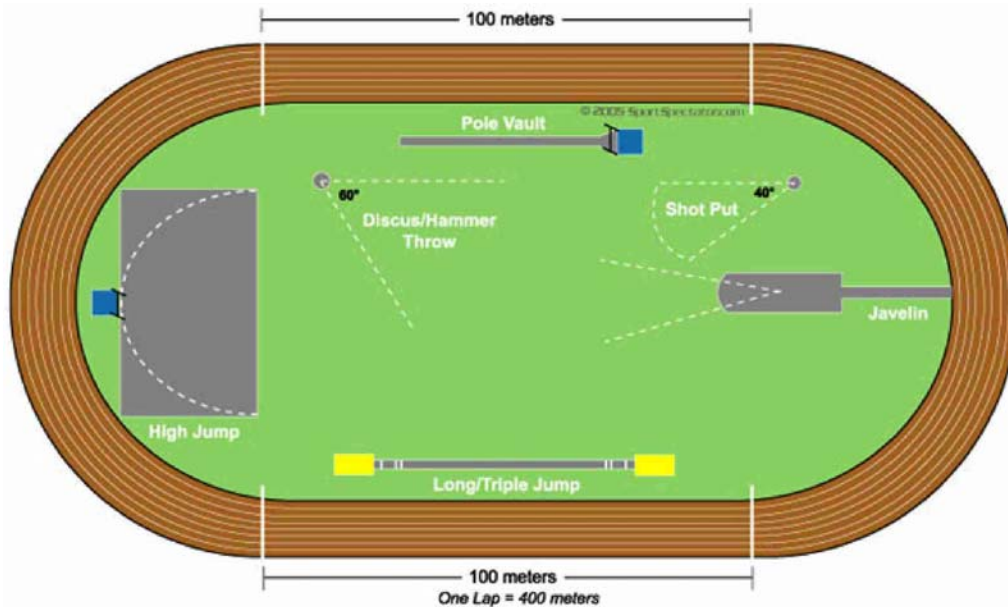 100 meters
© 2005 SportSpectator.com
Pole Vault
60°
40°
Discus/Hammer
Throw
Shot Put
Javelin
High Jump
Long/Triple Jump
100 meters
One Lap = 400 meters